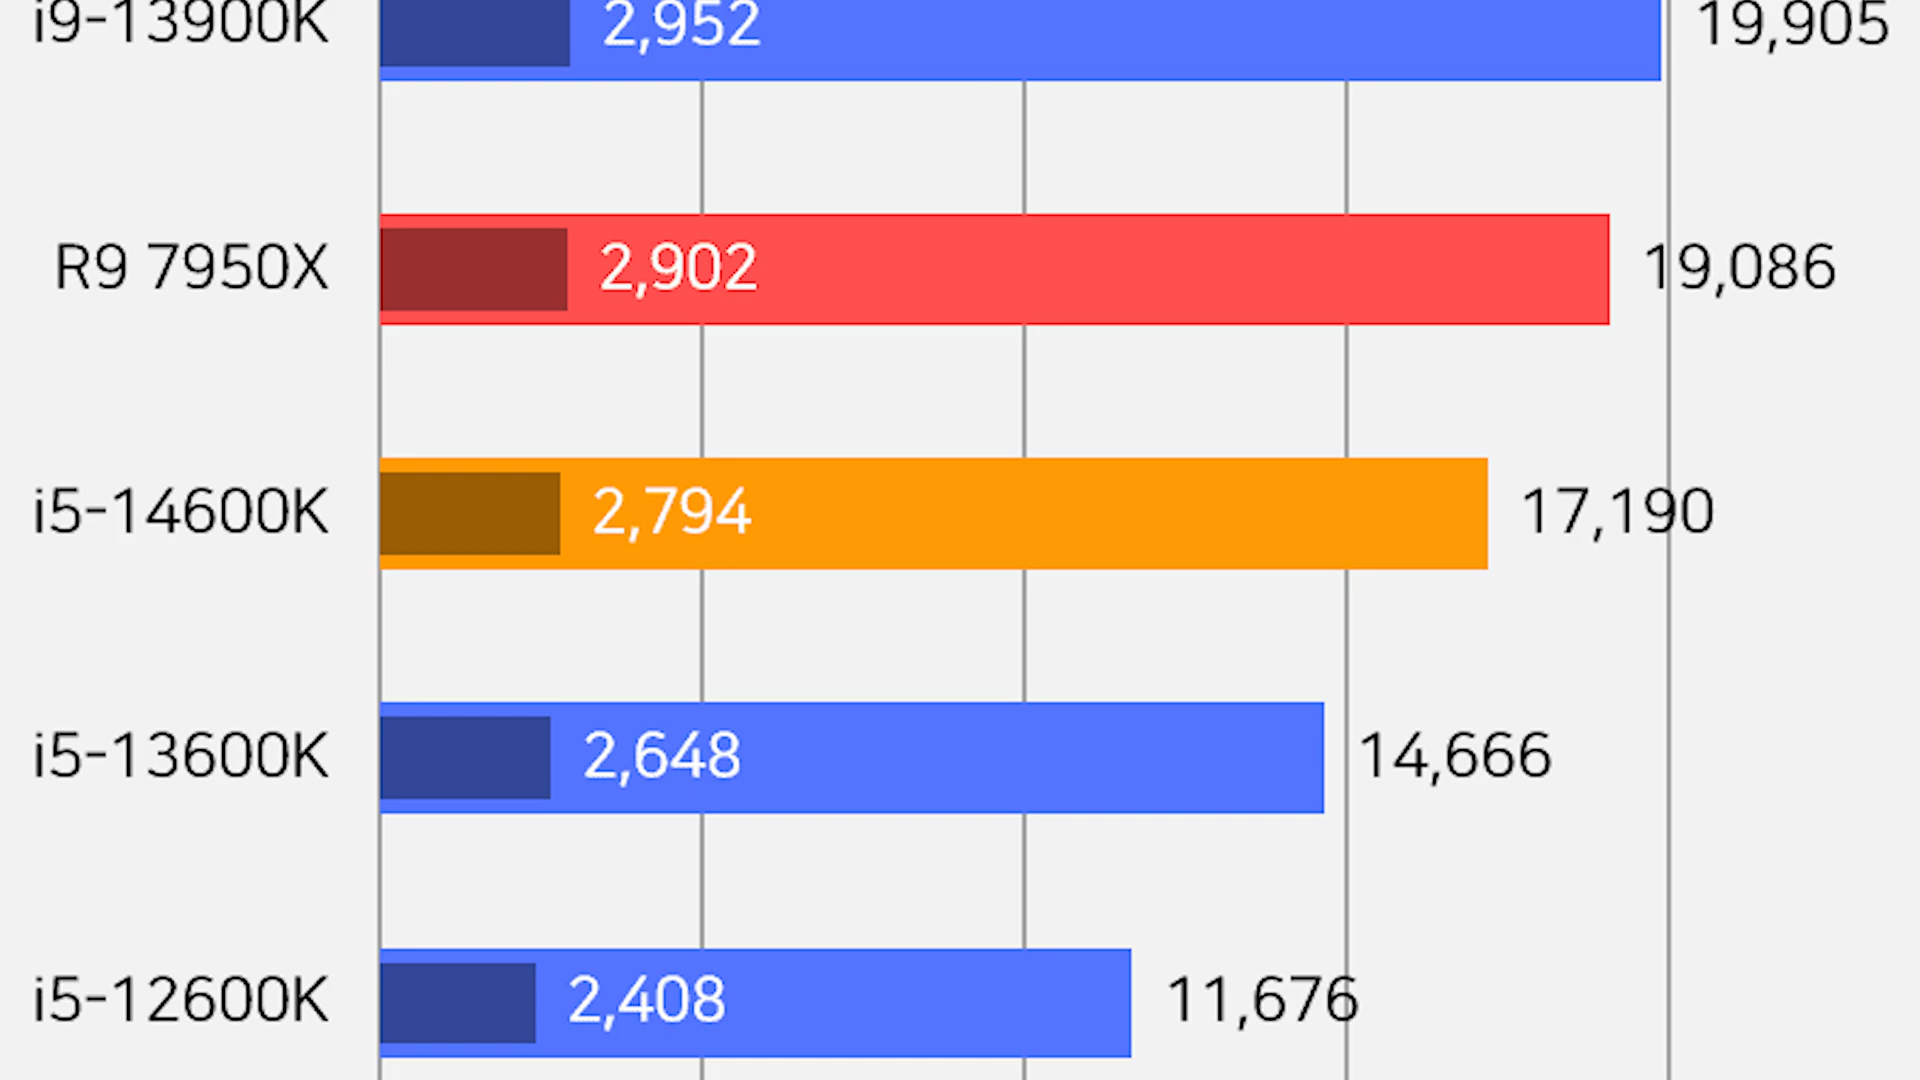 i9-13900K 2,952 19,905
R9 7950X 2,902 19,086
i5-14600K 2,794 17,190
i5-13600K 2,648 14,666
i5-12600K 2,408 11,676